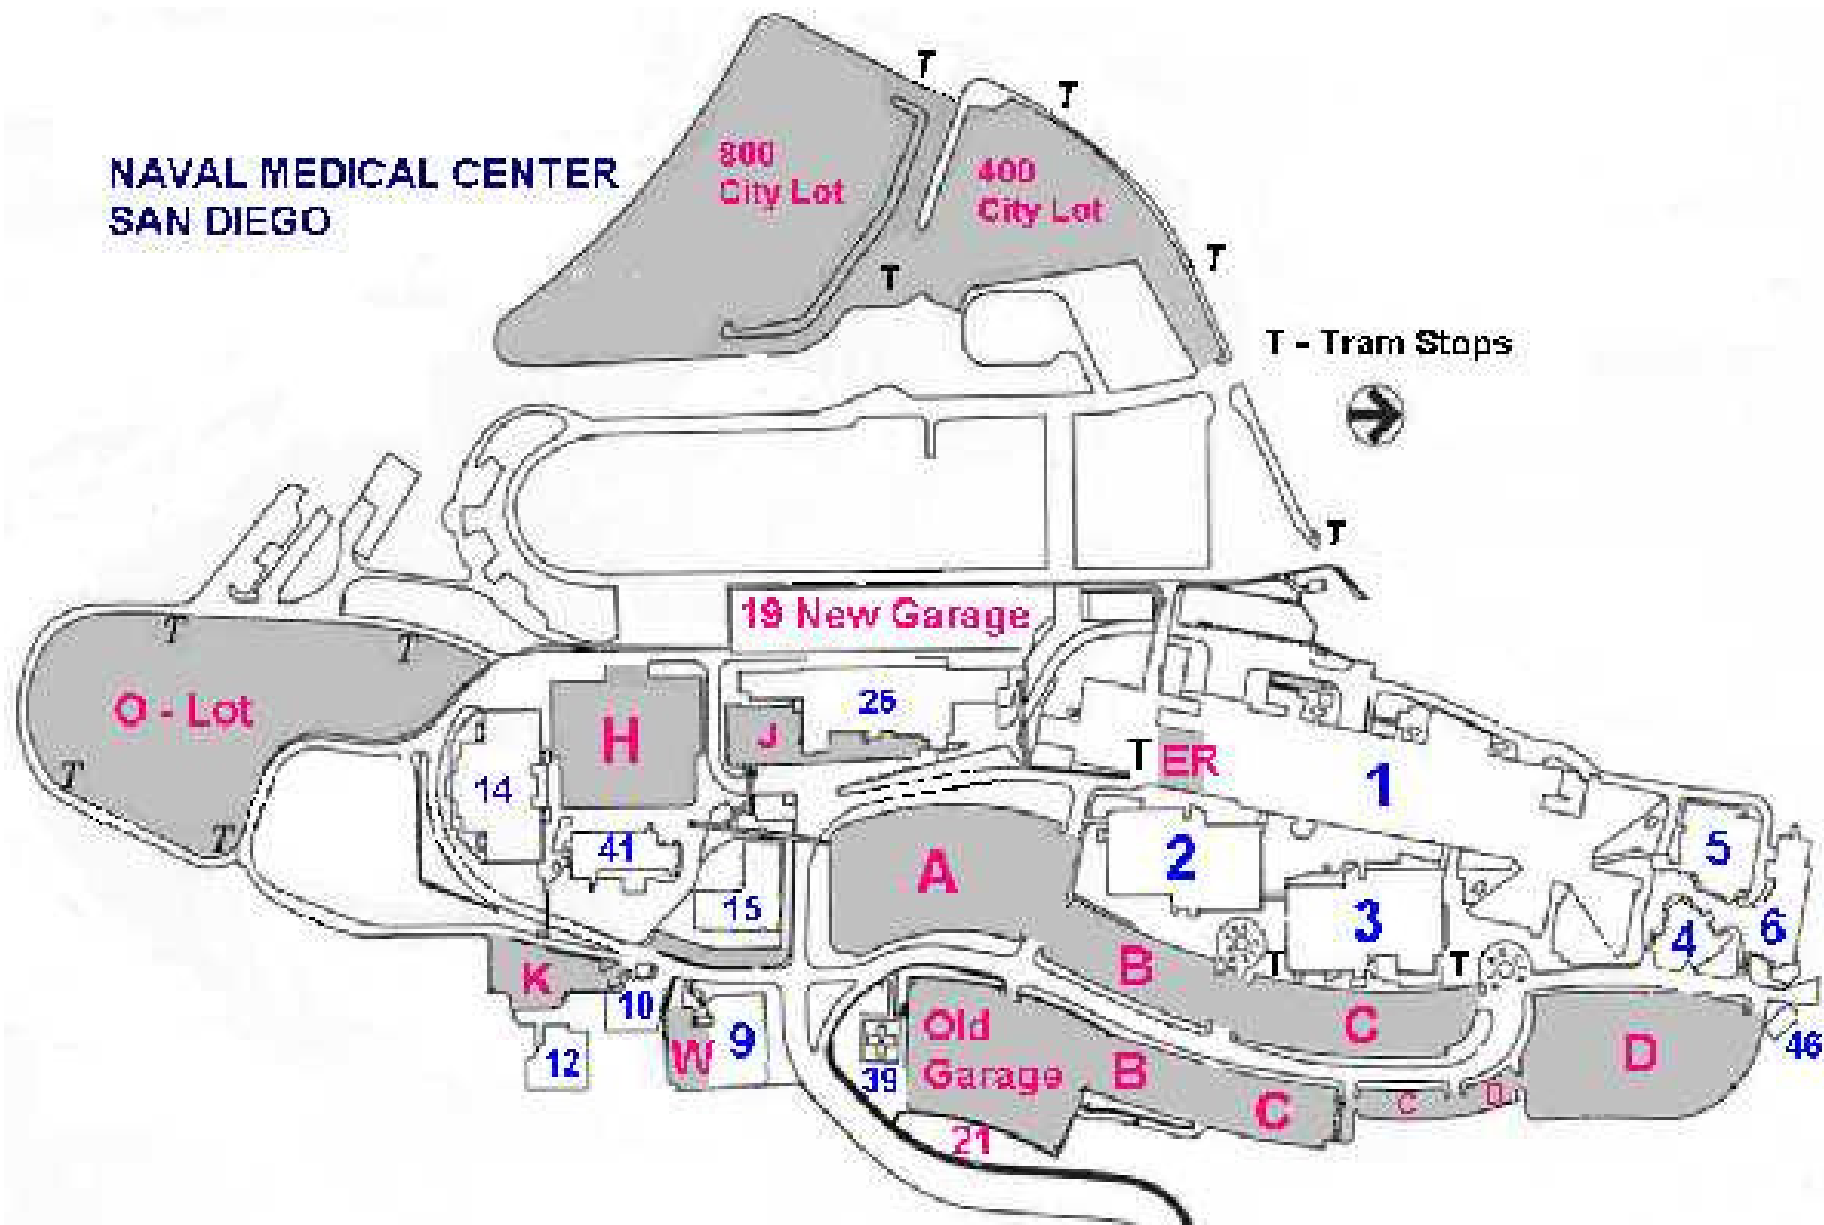 T
T
800
City Lot
400
City Lot
NAVAL MEDICAL CENTER
SAN DIEGO
T
T
T - Tram Stops
T
19 New Garage
T
T
O - Lot
H
J
26
T ER
1
T
14
41
T
A
2
5
15
3
4
6
K
B
T
T
10
Old
Garage
C
W
9
12
39
B
C
C
D
D
46
21